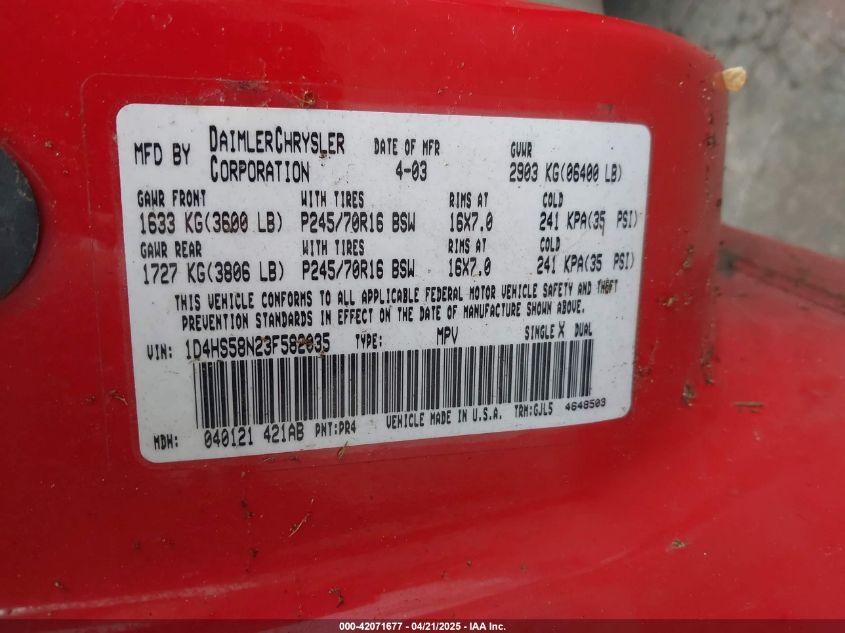 MFD BY DAIMLERCHRYSLER CORPORATION DATE OF MFR 4-03 GVWR 2903 KG(06400 LB)
GAWR FRONT WITH TIRES RIMS AT COLD
1633 KG(3600 LB) P245/70R16 BSW 16X7.0 241 KPA(35 PSI)
GAWR REAR WITH TIRES RIMS AT COLD
1727 KG(3806 LB) P245/70R16 BSW 16X7.0 241 KPA(35 PSI)
THIS VEHICLE CONFORMS TO ALL APPLICABLE FEDERAL MOTOR VEHICLE SAFETY AND THEFT
PREVENTION STANDARDS IN EFFECT ON THE DATE OF MANUFACTURE SHOWN ABOVE.
VIN: 1D4HS58N23F582035 TYPE: MPV SINGLE X DUAL
MDH: 040121 421AB PNT:PR4 VEHICLE MADE IN U.S.A. TRM:GJL5 4648503
000-42071677 - 04/21/2025 - IAA Inc.